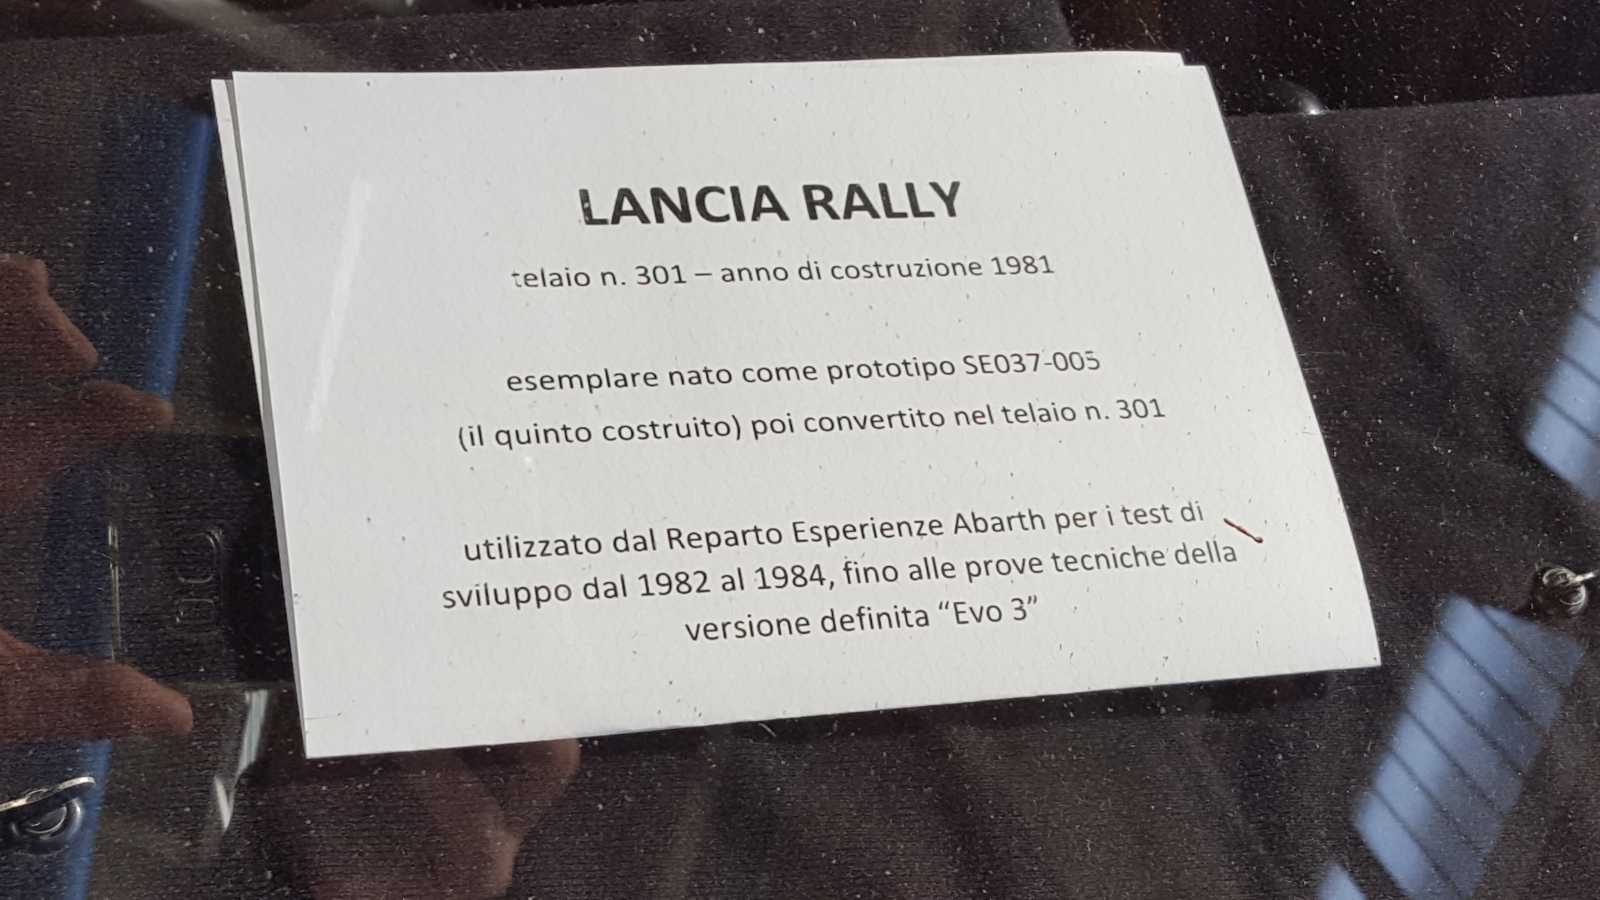 LANCIA RALLY
telaio n. 301 – anno di costruzione 1981
esemplare nato come prototipo SE037-005
(il quinto costruito) poi convertito nel telaio n. 301
utilizzato dal Reparto Esperienze Abarth per i test di
sviluppo dal 1982 al 1984, fino alle prove tecniche della
versione definita “Evo 3”